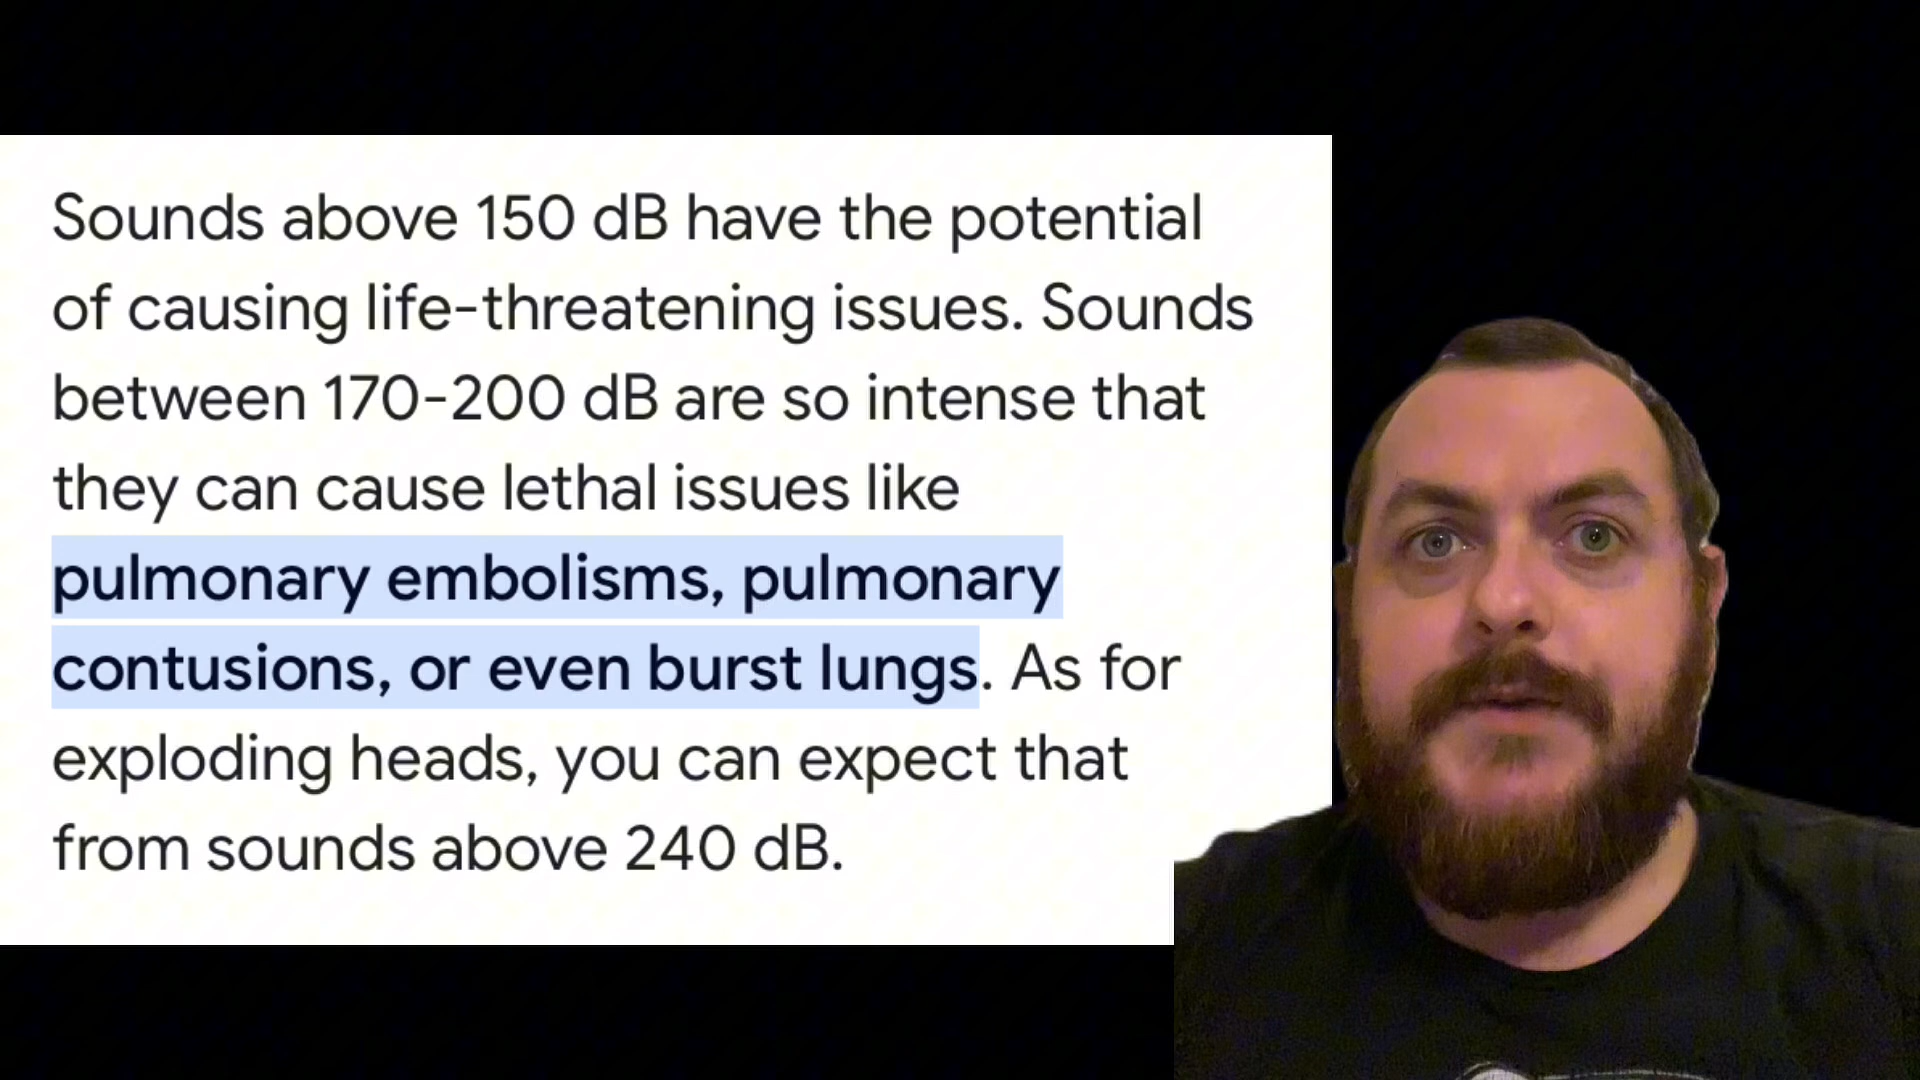 Sounds above 150 dB have the potential
of causing life-threatening issues. Sounds
between 170-200 dB are so intense that
they can cause lethal issues like
pulmonary embolisms, pulmonary
contusions, or even burst lungs. As for
exploding heads, you can expect that
from sounds above 240 dB.